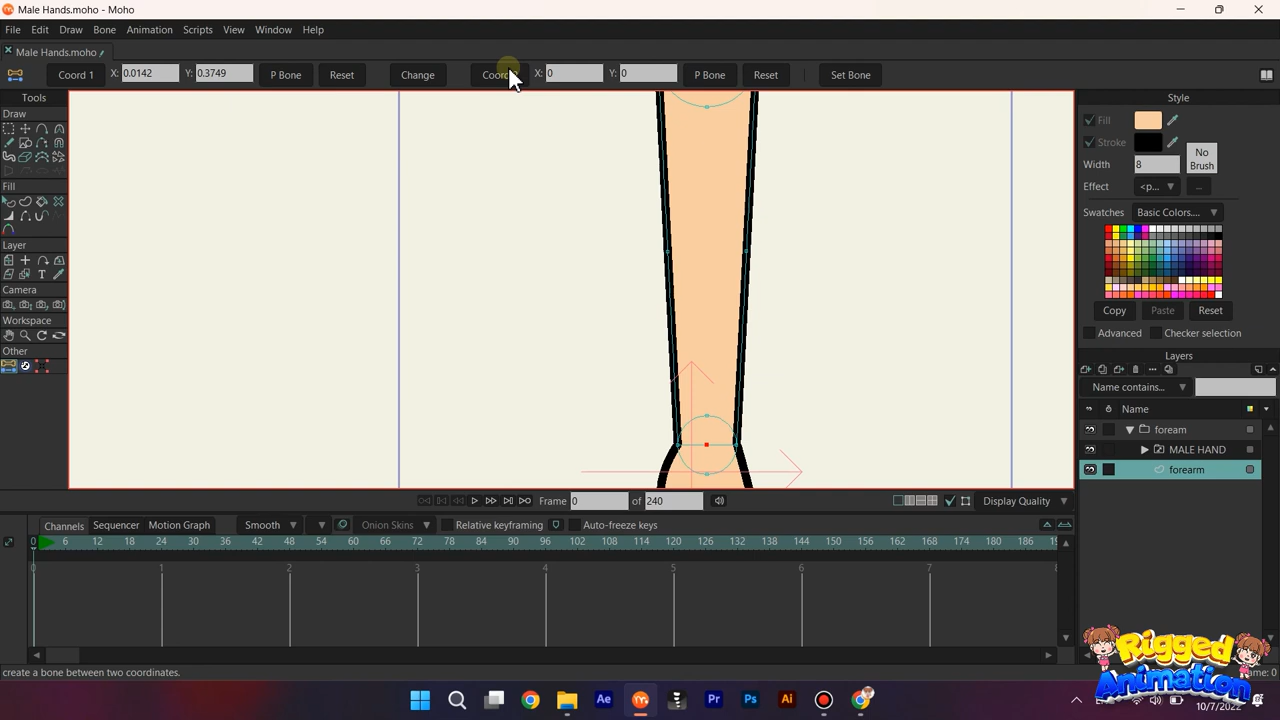 Male Hands.moho - Moho
File Edit Draw Bone Animation Scripts View Window Help
Male Hands.moho
Coord 1 X: 0.0142 Y: 0.3749 P Bone Reset Change X: 0 Y: 0 P Bone Reset Set Bone
Tools
Draw
Fill
Layer
Camera
Workspace
Other
Style
Fill
Stroke
No Brush
Width 8
Effect <p... ...
Swatches Basic Colors....
Copy Paste Reset
Advanced Checker selection
Layers
Name contains...
Name
foream
MALE HAND
forearm
Frame 0 of 240 Display Quality
Channels Sequencer Motion Graph Smooth Onion Skins Relative keyframing Auto-freeze keys
0 6 12 18 24 30 36 42 48 54 60 66 72 78 84 90 96 102 108 114 120 126 132 138 144 150 156 162 168 174 180 186
0 1 2 3 4 5 6 7
create a bone between two coordinates.
Rigged
Animation
10/7/2022